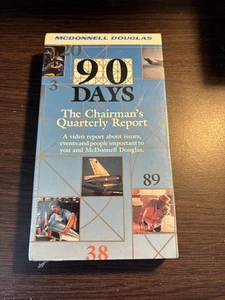 MCDONNELL DOUGLAS
20
90
3
DAYS
The Chairman's
Quarterly Report
A video report about issues,
events and people important to
you and McDonnell Douglas.
89
38